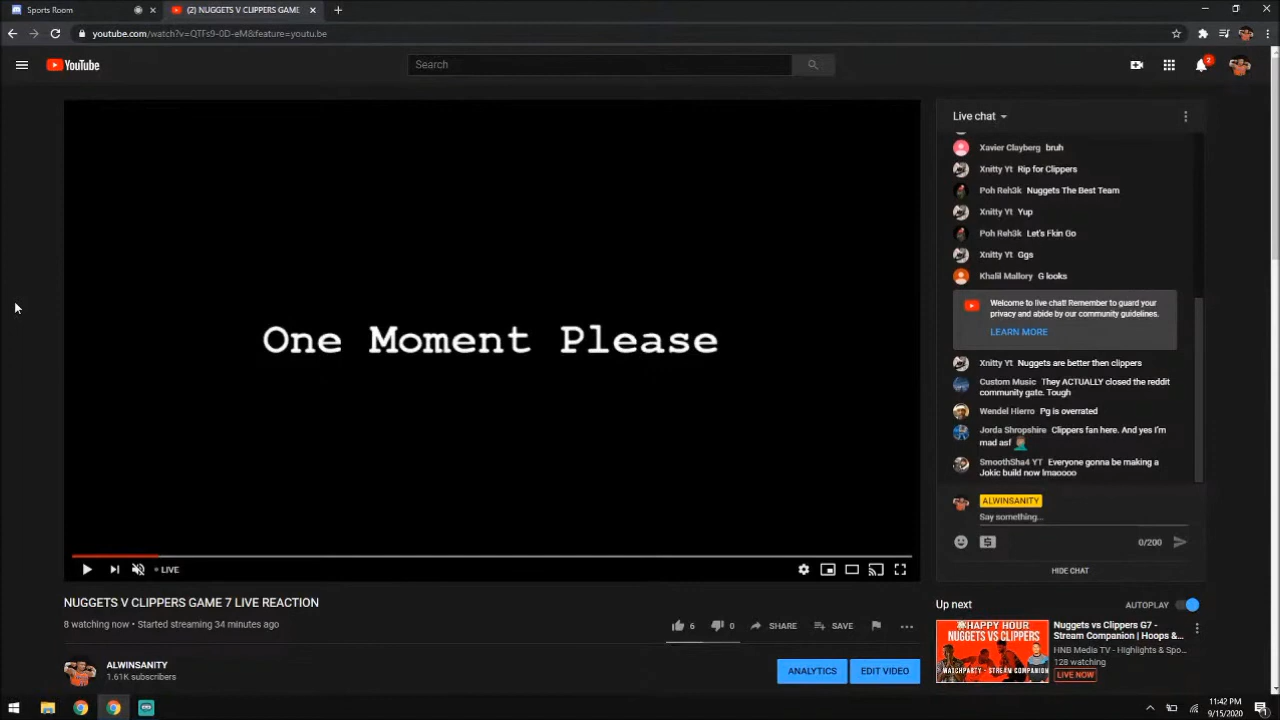 Sports Room
(2) NUGGETS V CLIPPERS GAME
youtube.com/watch?v=QTFs9-0D-eM&feature=youtu.be
YouTube
Search
2
One Moment Please
LIVE
Live chat
Xavier Clayberg bruh
Xnitty Yt Rip for Clippers
Poh Reh3k Nuggets The Best Team
Xnitty Yt Yup
Poh Reh3k Let's Fkin Go
Xnitty Yt Ggs
Khalil Mallory G looks
Welcome to live chat! Remember to guard your
privacy and abide by our community guidelines.
LEARN MORE
Xnitty Yt Nuggets are better then clippers
Custom Music They ACTUALLY closed the reddit
community gate. Tough
Wendel Hierro Pg is overrated
Jorda Shropshire Clippers fan here. And yes I'm
mad asf
SmoothSha4 YT Everyone gonna be making a
Jokic build now lmaoooo
ALWINSANITY
Say something...
0/200
HIDE CHAT
NUGGETS V CLIPPERS GAME 7 LIVE REACTION
8 watching now • Started streaming 34 minutes ago
6
0
SHARE
SAVE
ALWINSANITY
1.61K subscribers
ANALYTICS
EDIT VIDEO
Up next
AUTOPLAY
HAPPY HOUR
NUGGETS VS CLIPPERS
WATCHPARTY - STREAM COMPANION
Nuggets vs Clippers G7 -
Stream Companion | Hoops &...
HNB Media TV - Highlights & Spo...
128 watching
LIVE NOW
11:42 PM
9/15/2020
1